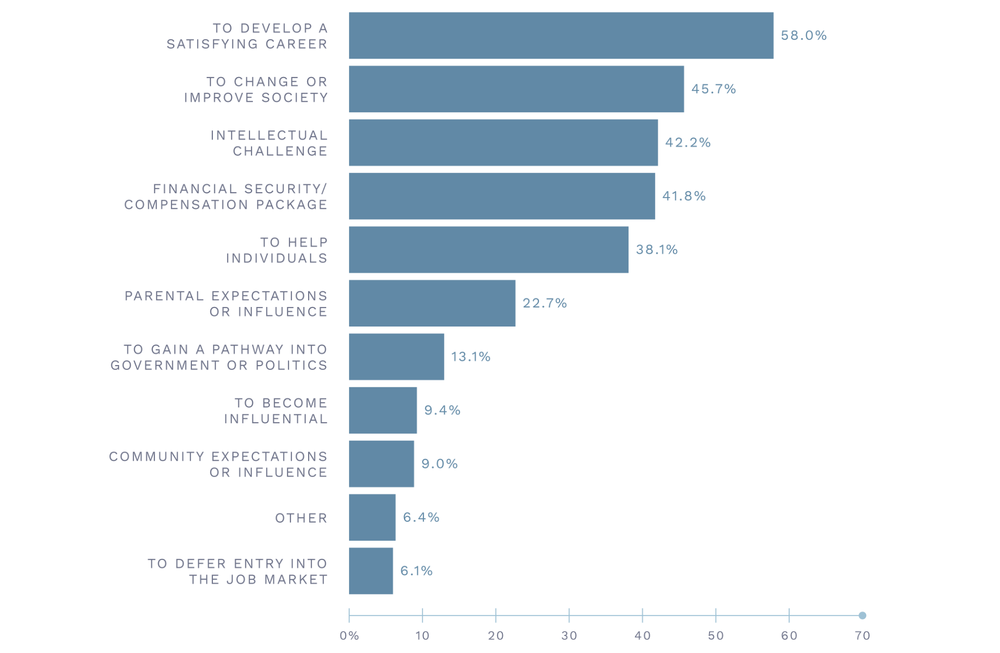 TO DEVELOP A
SATISFYING CAREER
58.0%
TO CHANGE OR
IMPROVE SOCIETY
45.7%
INTELLECTUAL
CHALLENGE
42.2%
FINANCIAL SECURITY/
COMPENSATION PACKAGE
41.8%
TO HELP
INDIVIDUALS
38.1%
PARENTAL EXPECTATIONS
OR INFLUENCE
22.7%
TO GAIN A PATHWAY INTO
GOVERNMENT OR POLITICS
13.1%
TO BECOME
INFLUENTIAL
9.4%
COMMUNITY EXPECTATIONS
OR INFLUENCE
9.0%
OTHER
6.4%
TO DEFER ENTRY INTO
THE JOB MARKET
6.1%
0% 10 20 30 40 50 60 70